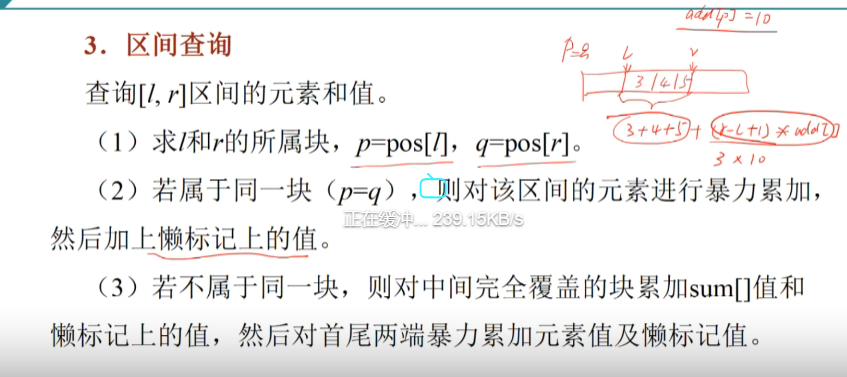 add[p]=10
3．区间查询
p=q L r
3 4 5
查询[l, r]区间的元素和值。
(3+4+5)+(r-L+1)*add[]
3×10
（1）求l和r的所属块，p=pos[l]，q=pos[r]。
（2）若属于同一块（p=q），则对该区间的元素进行暴力累加，
正在缓冲... 239.15KB/s
然后加上懒标记上的值。
（3）若不属于同一块，则对中间完全覆盖的块累加sum[]值和
懒标记上的值，然后对首尾两端暴力累加元素值及懒标记值。